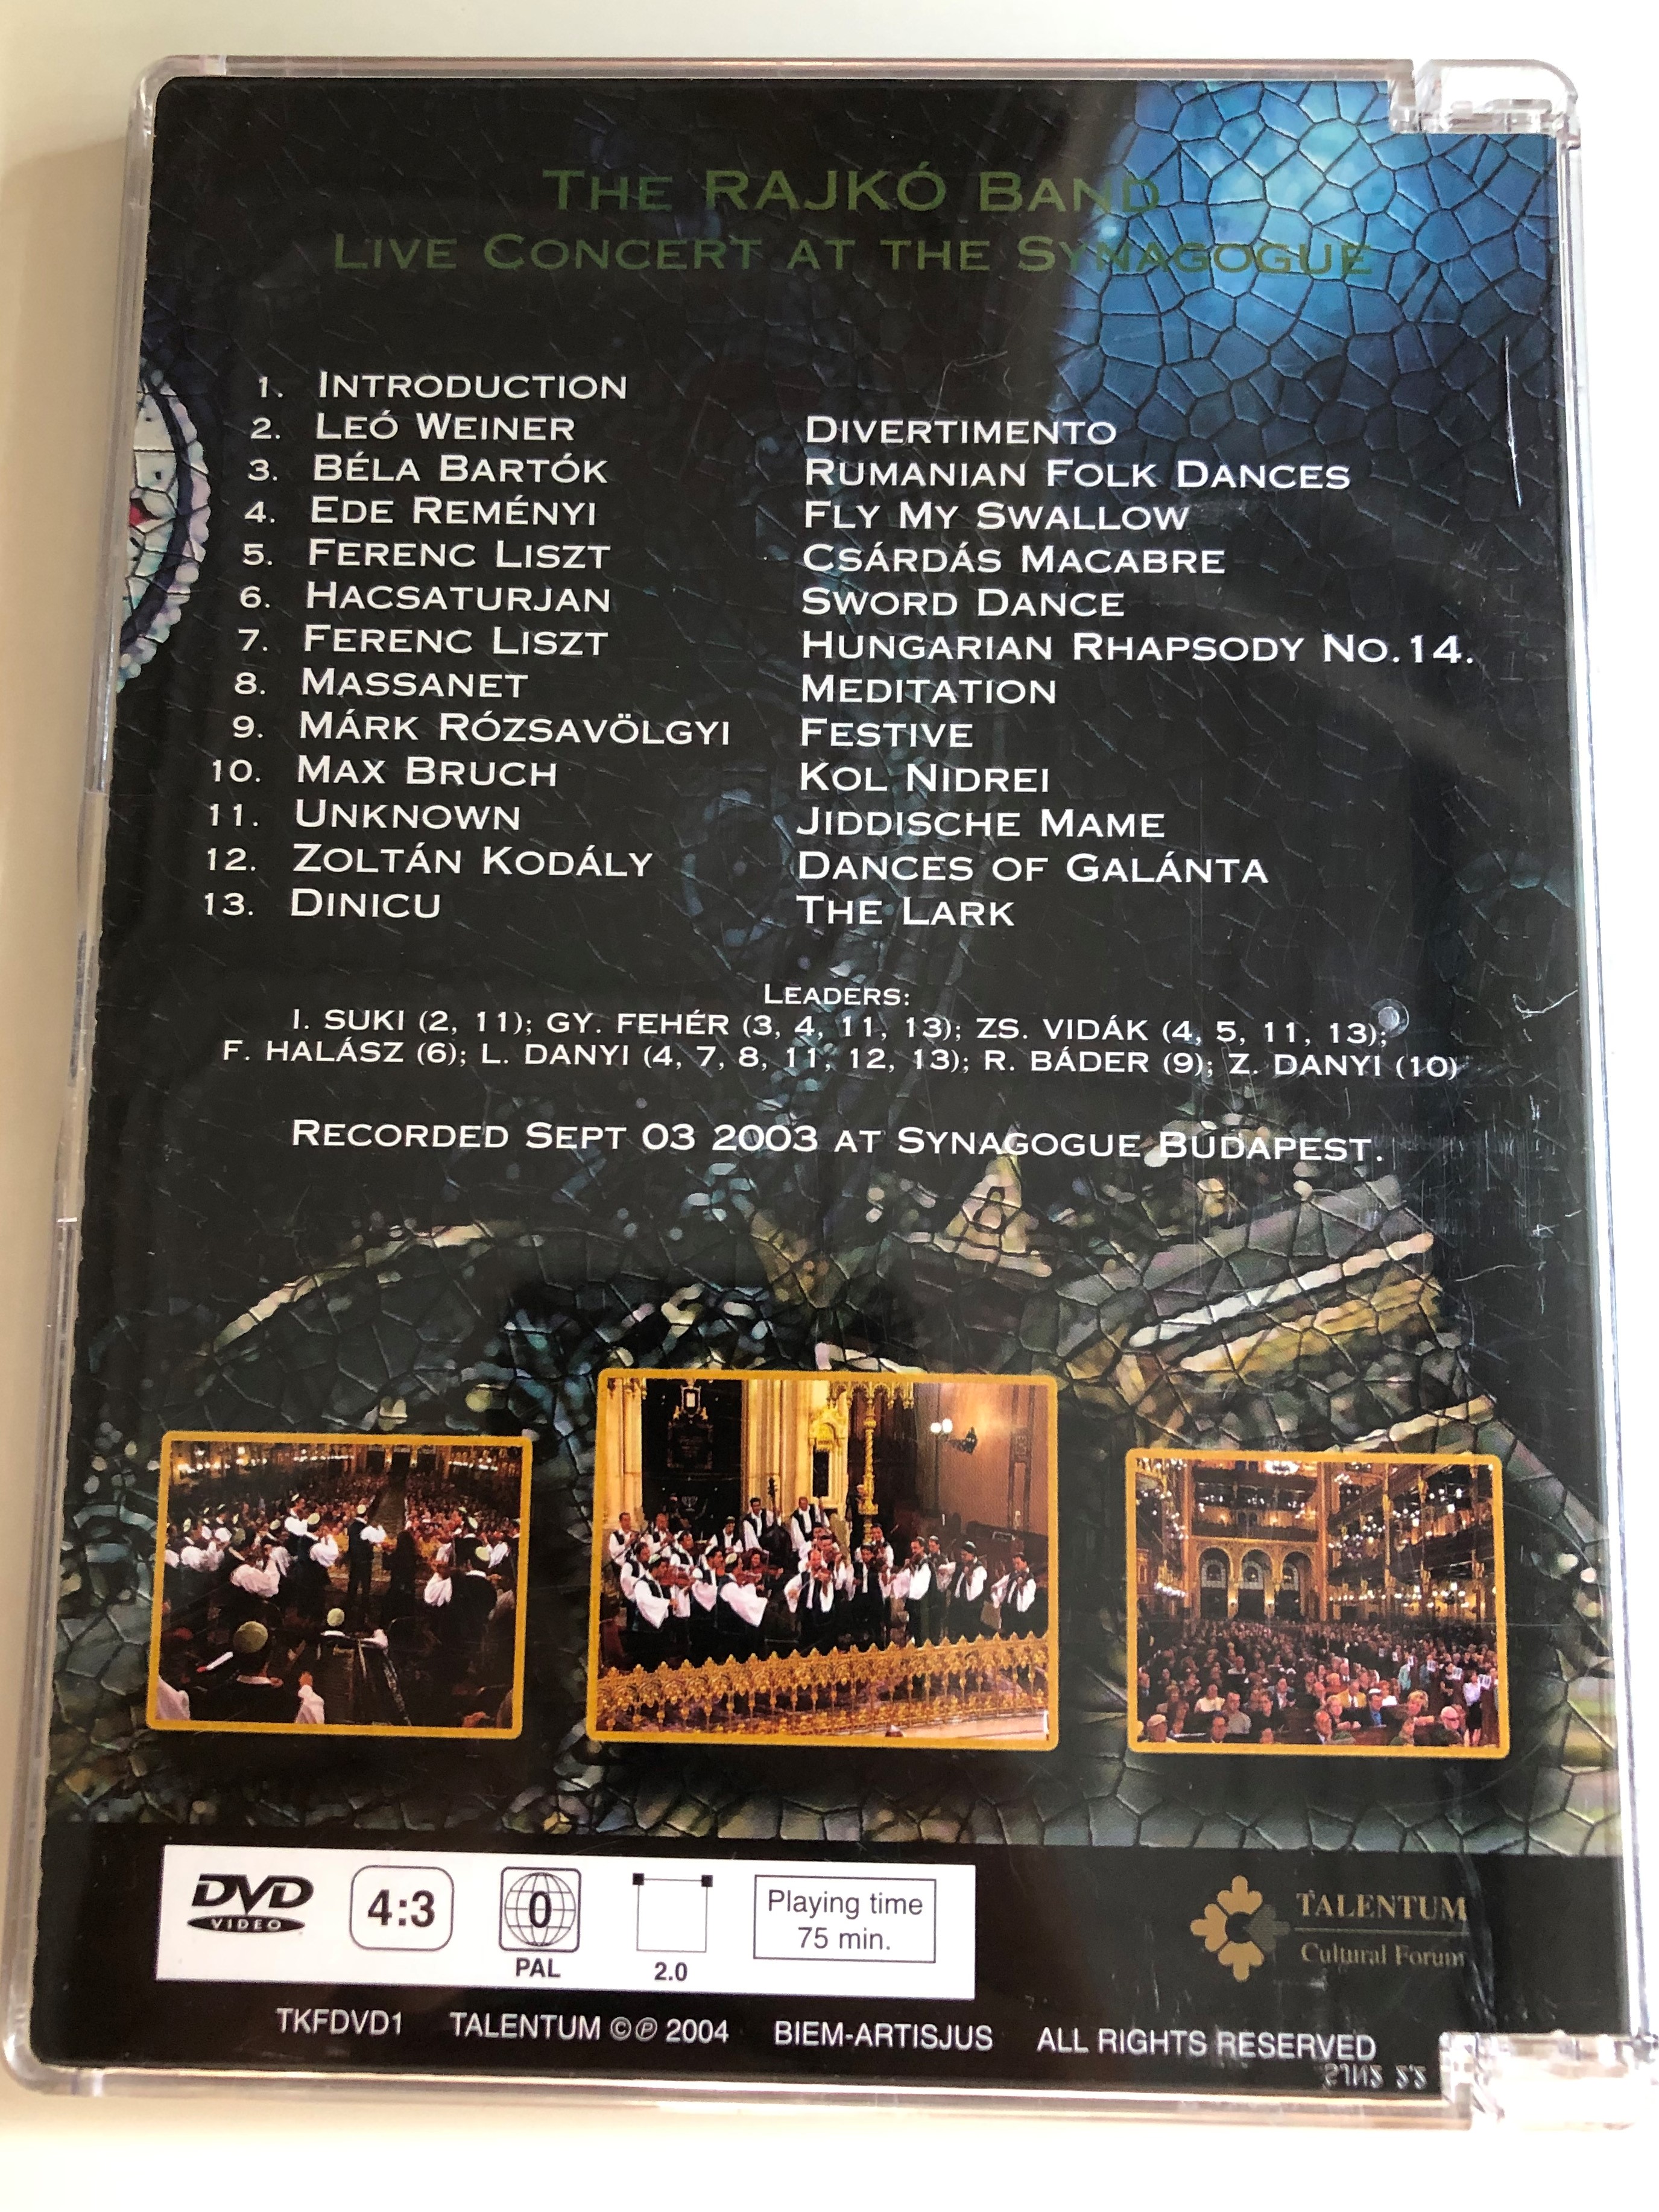 THE RAJKÓ BAND
LIVE CONCERT AT THE SYNAGOGUE
1. INTRODUCTION
2. LEÓ WEINER DIVERTIMENTO
3. BÉLA BARTÓK RUMANIAN FOLK DANCES
4. EDE REMÉNYI FLY MY SWALLOW
5. FERENC LISZT CSÁRDÁS MACABRE
6. HACSATURJAN SWORD DANCE
7. FERENC LISZT HUNGARIAN RHAPSODY NO.14.
8. MASSANET MEDITATION
9. MÁRK RÓZSAVÖLGYI FESTIVE
10. MAX BRUCH KOL NIDREI
11. UNKNOWN JIDDISCHE MAME
12. ZOLTÁN KODÁLY DANCES OF GALÁNTA
13. DINICU THE LARK
LEADERS:
I. SUKI (2, 11); GY. FEHÉR (3, 4, 11, 13); ZS. VIDÁK (4, 5, 11, 13);
F. HALÁSZ (6); L. DANYI (4, 7, 8, 11, 12, 13); R. BÁDER (9); Z. DANYI (10)
RECORDED SEPT 03 2003 AT SYNAGOGUE BUDAPEST.
DVD VIDEO
4:3
0
PAL
2.0
Playing time
75 min.
TALENTUM
Cultural Forum
TKFDVD1 TALENTUM ©℗ 2004 BIEM-ARTISJUS ALL RIGHTS RESERVED